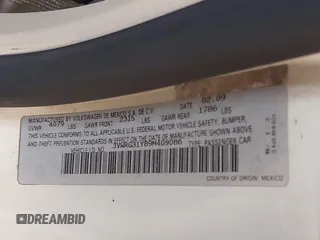 02.09
MANUFACTURED BY VOLKSWAGEN DE MEXICO S.A. DE C.V.
GVWR 4079 LBS GAWR FRONT 2315 LBS GAWR REAR 1786 LBS
THIS VEHICLE CONFORMS TO ALL APPLICABLE
U.S. FEDERAL MOTOR VEHICLE SAFETY, BUMPER,
AND THEFT PREVENTION STANDARDS IN EFFECT
ON THE DATE OF MANUFACTURE SHOWN ABOVE.
3VWRG31Y89M409086 TYPE: PASSENGER CAR
COUNTRY OF ORIGIN MEXICO
DREAMBID